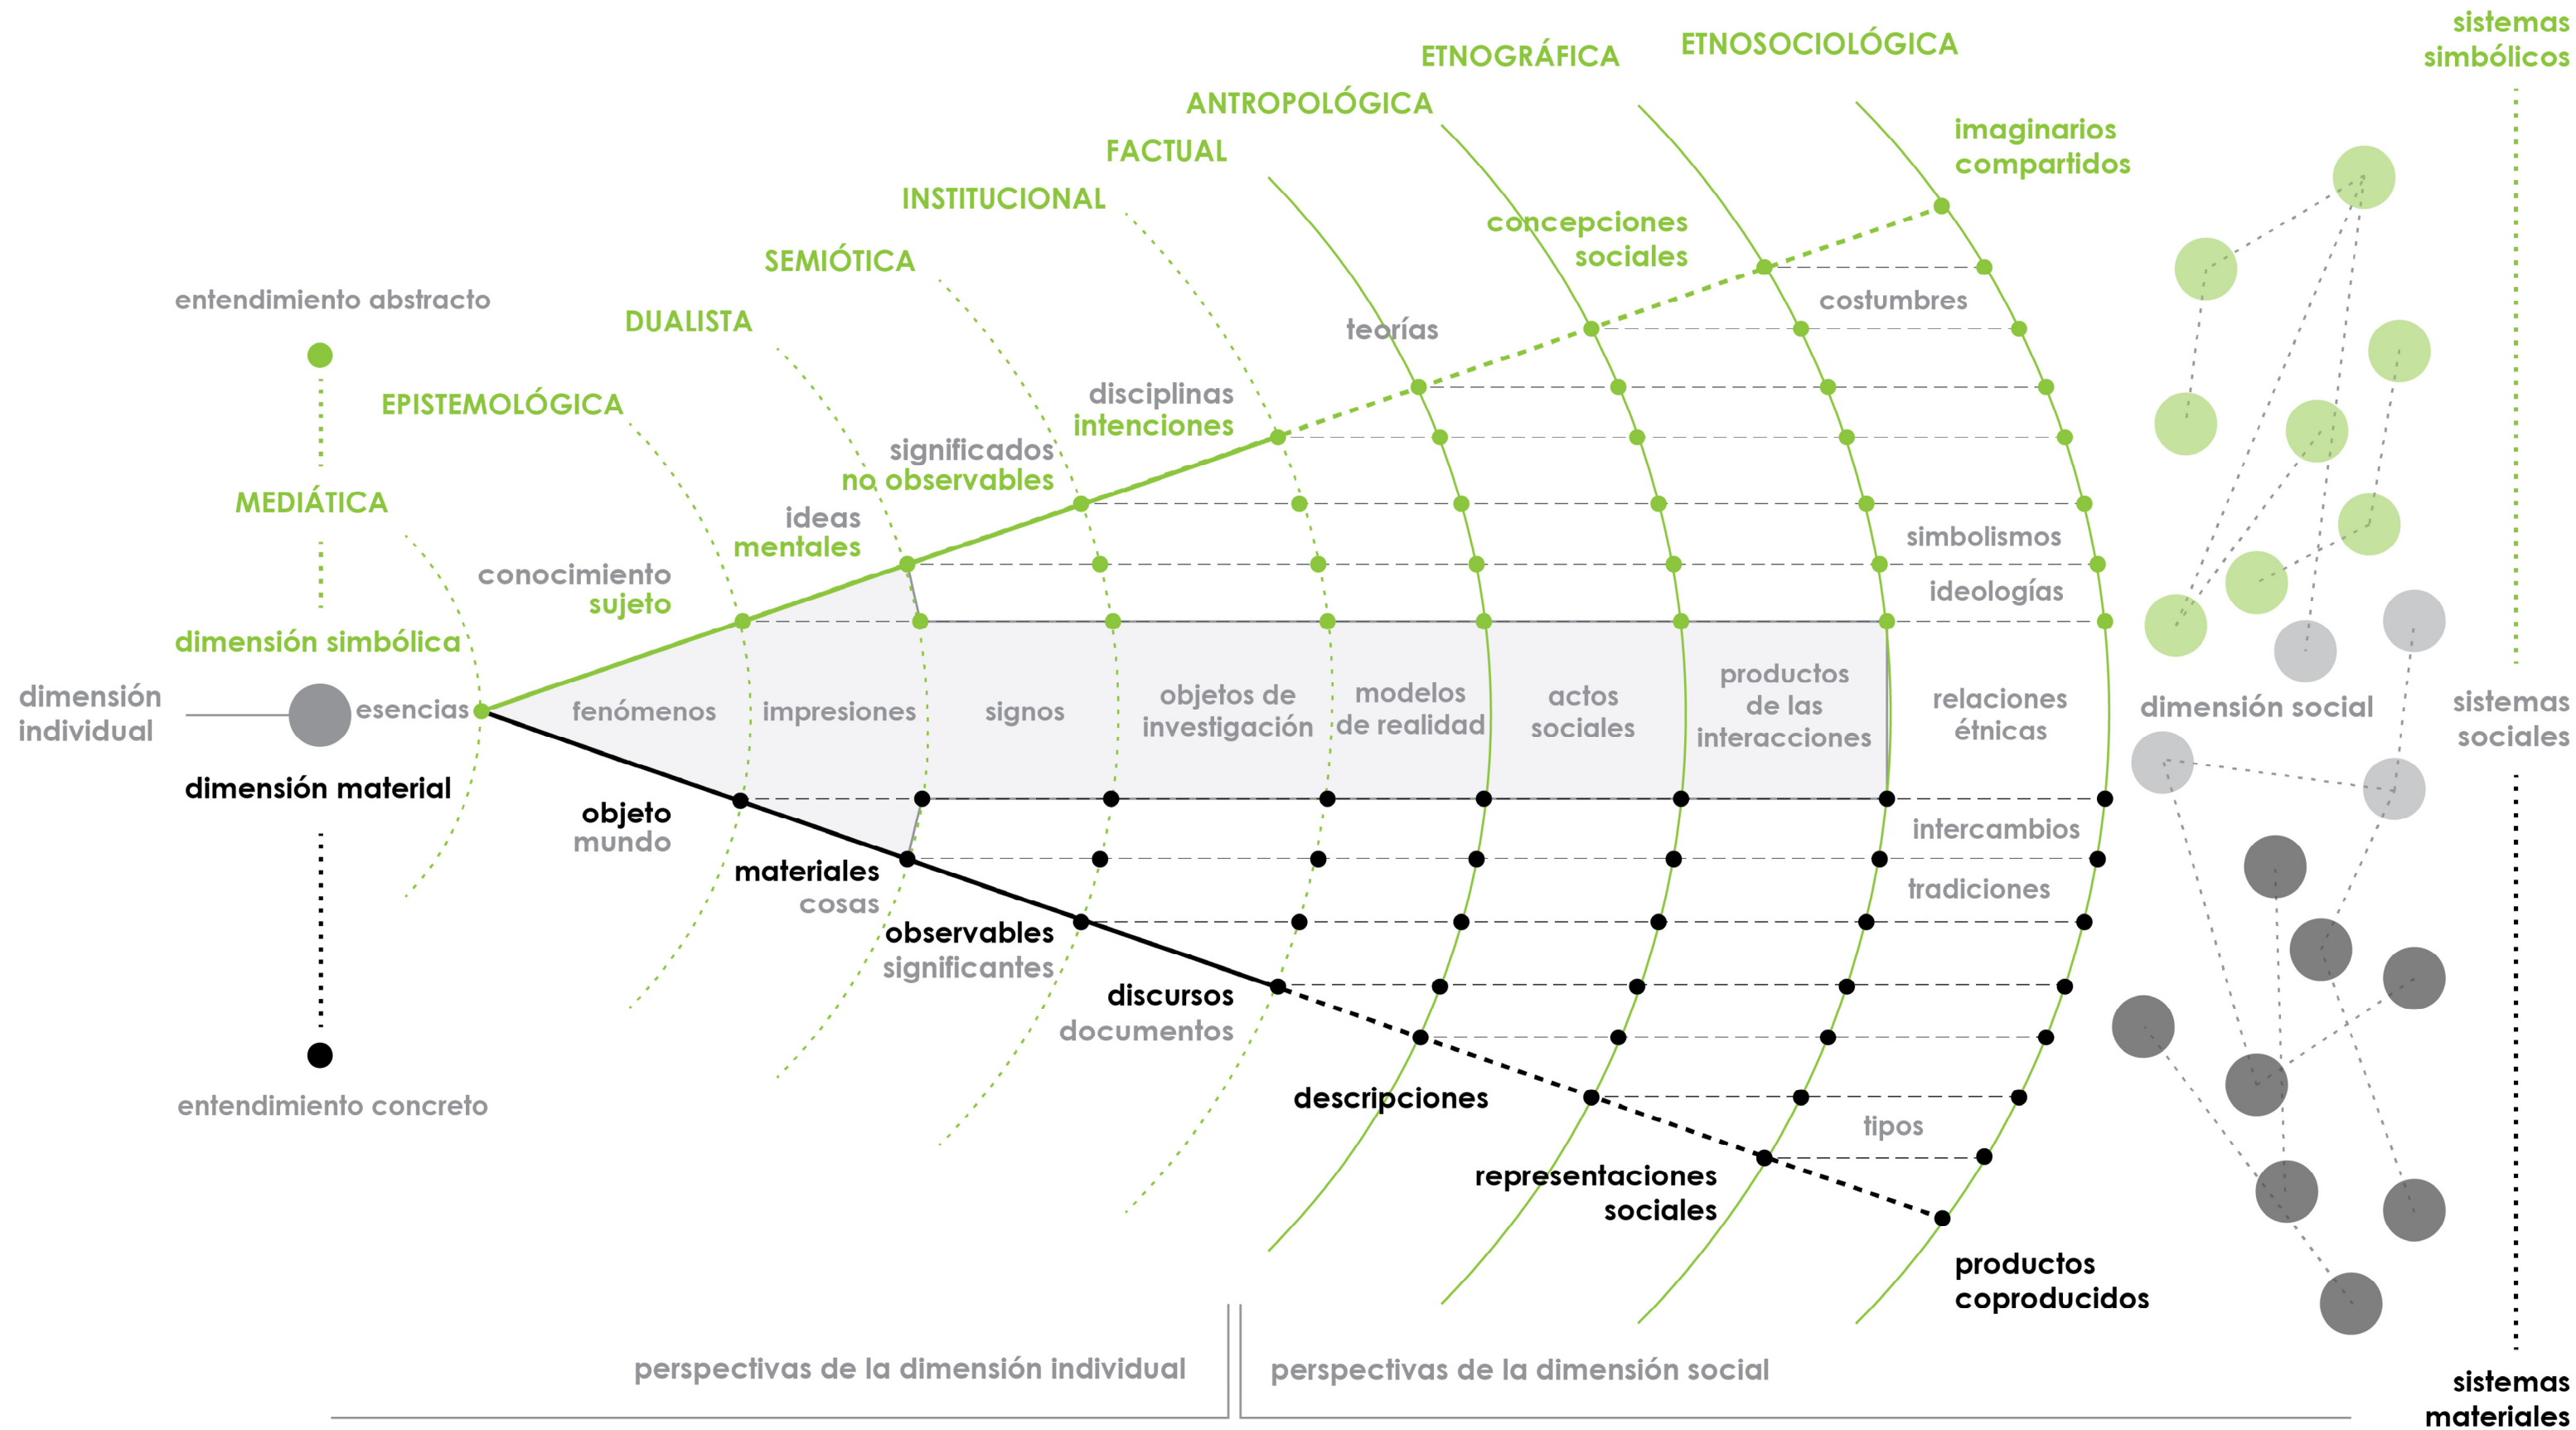 sistemas
simbólicos
ETNOSOCIOLÓGICA
ETNOGRÁFICA
ANTROPOLÓGICA
FACTUAL
INSTITUCIONAL
SEMIÓTICA
DUALISTA
EPISTEMOLÓGICA
MEDIÁTICA
imaginarios
compartidos
concepciones
sociales
costumbres
teorías
disciplinas
intenciones
significados
no observables
ideas
mentales
conocimiento
sujeto
simbolismos
ideologías
entendimiento abstracto
dimensión simbólica
dimensión
individual
esencias
dimensión material
entendimiento concreto
fenómenos
impresiones
signos
objetos de
investigación
modelos
de realidad
actos
sociales
productos
de las
interacciones
relaciones
étnicas
dimensión social
sistemas
sociales
objeto
mundo
materiales
cosas
observables
significantes
discursos
documentos
descripciones
representaciones
sociales
intercambios
tradiciones
tipos
productos
coproducidos
perspectivas de la dimensión individual
perspectivas de la dimensión social
sistemas
materiales